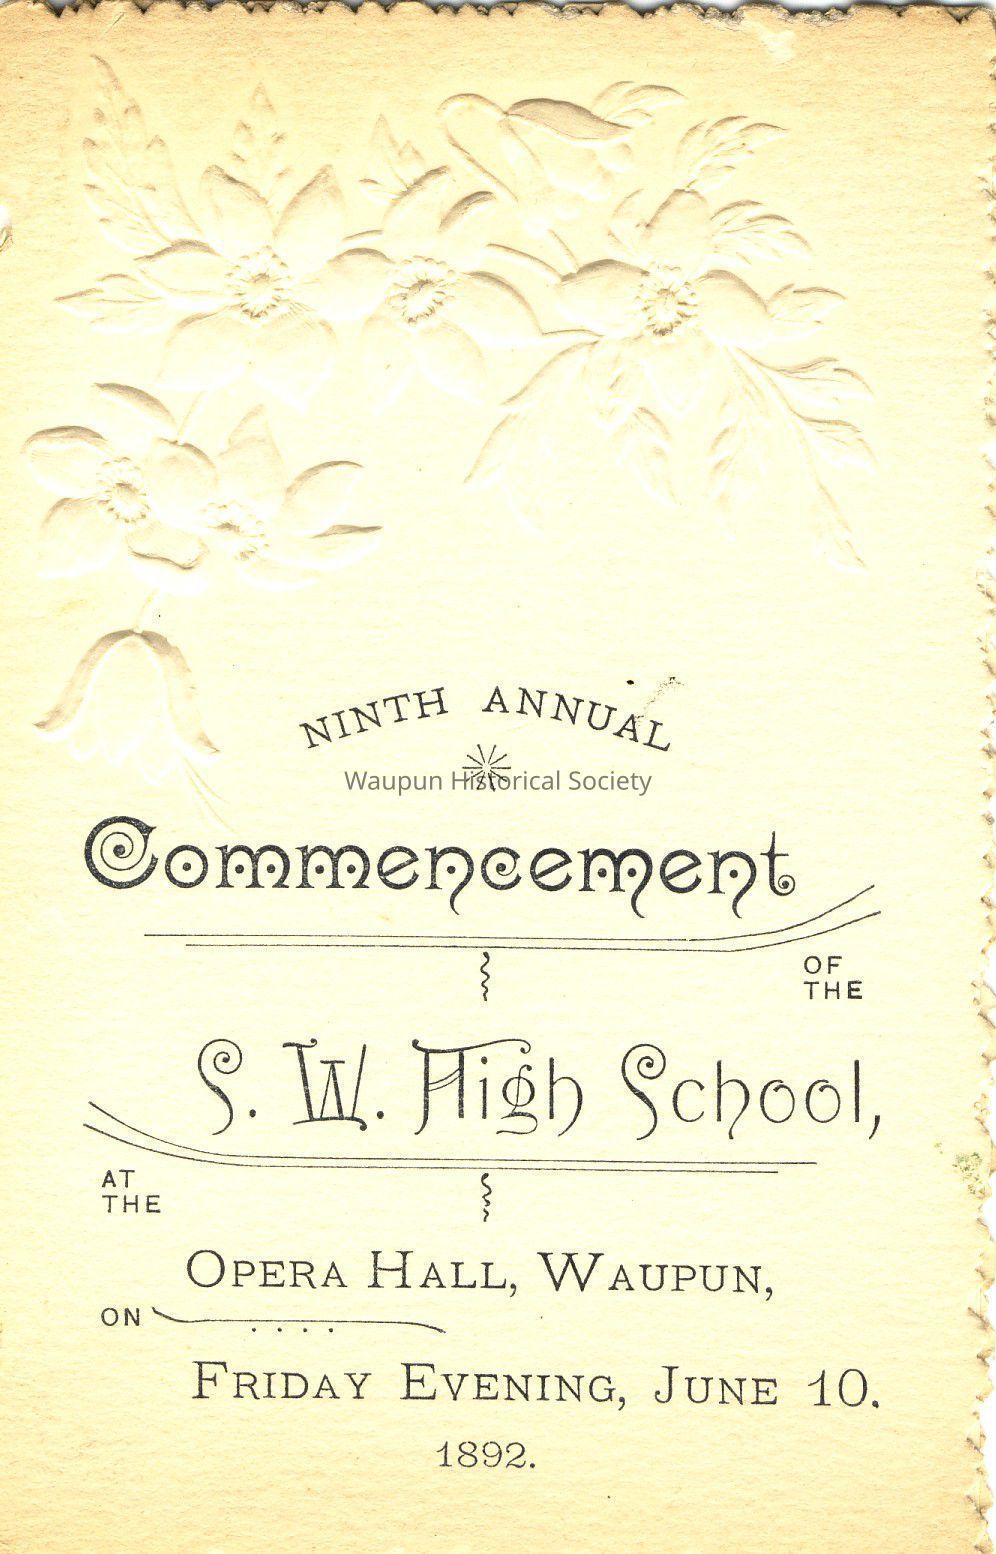 NINTH ANNUAL
Waupun Historical Society
Commencement
OF
THE
S. W. High School,
AT
THE
OPERA HALL, WAUPUN,
ON
FRIDAY EVENING, JUNE 10.
1892.